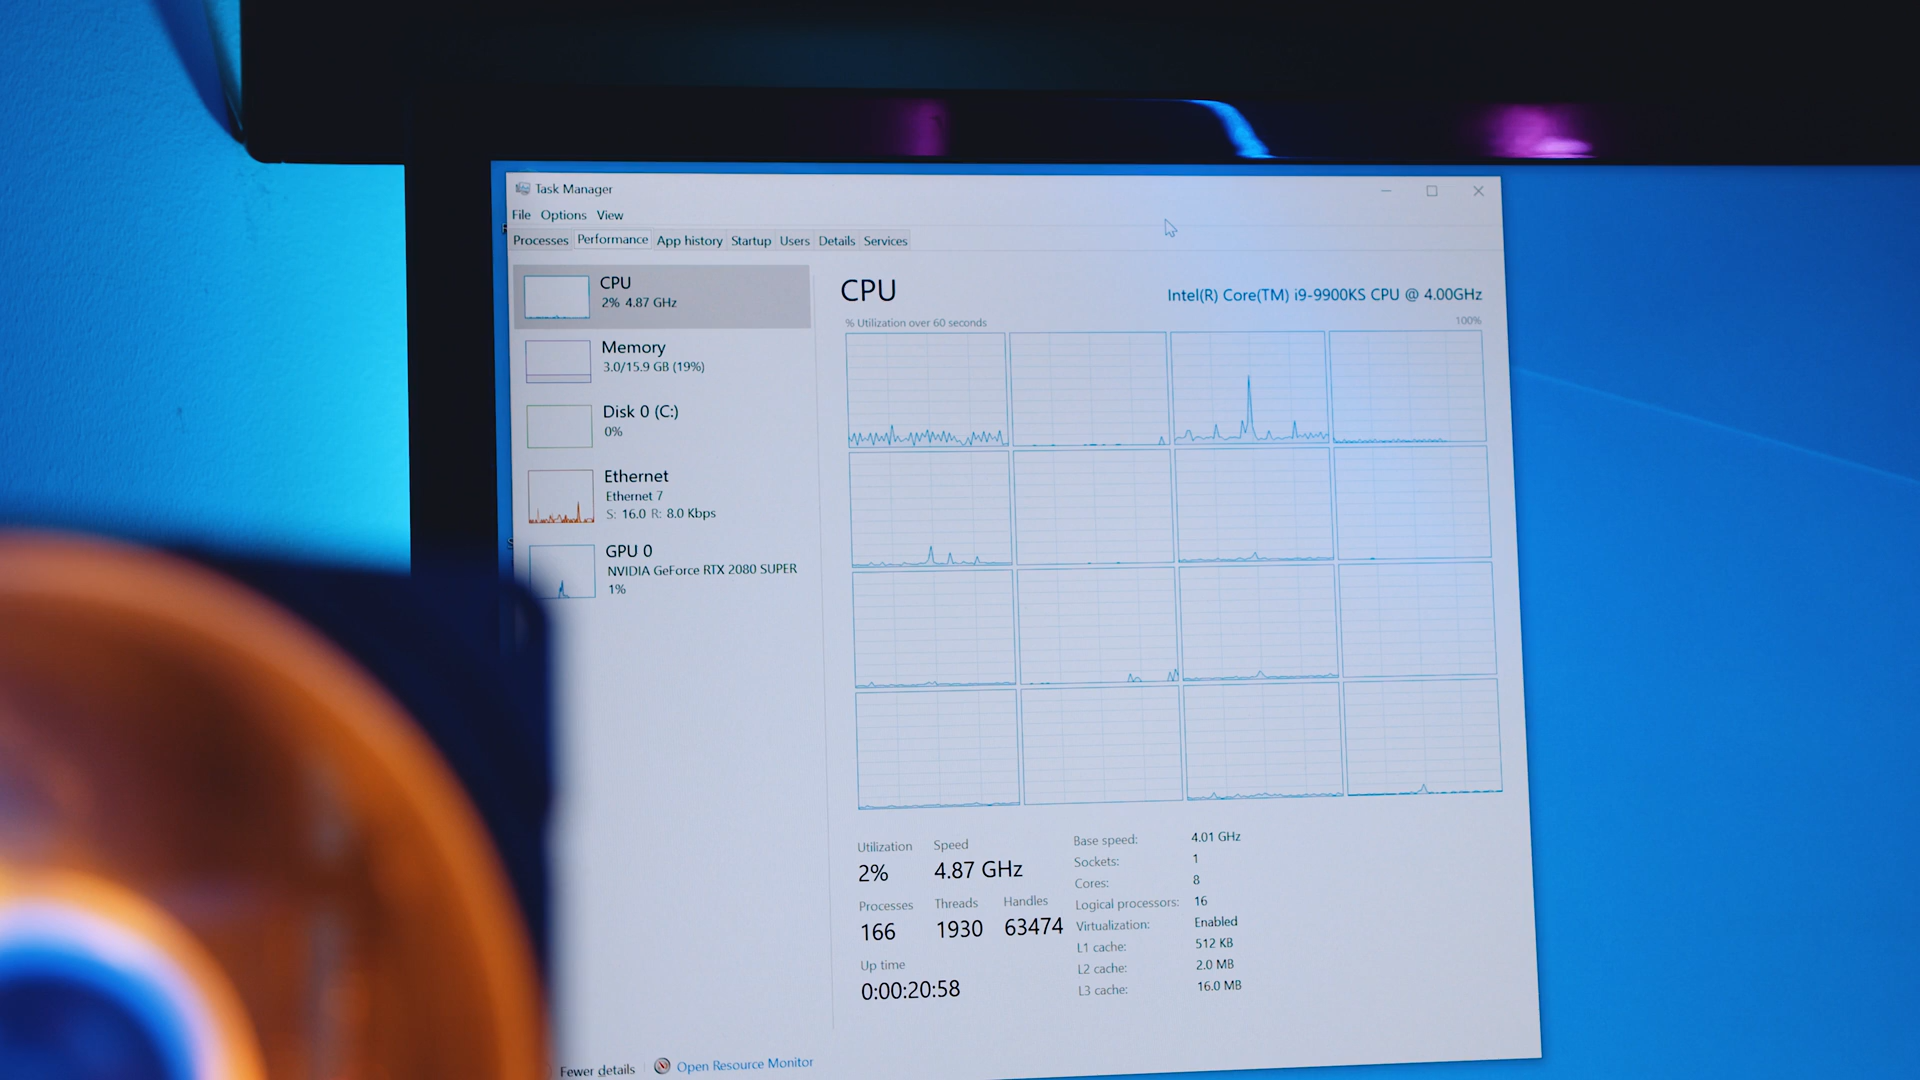 Task Manager
File Options View
Processes Performance App history Startup Users Details Services
CPU
2% 4.87 GHz
Memory
3.0/15.9 GB (19%)
Disk 0 (C:)
0%
Ethernet
Ethernet 7
S: 16.0 R: 8.0 Kbps
GPU 0
NVIDIA GeForce RTX 2080 SUPER
1%
CPU
Intel(R) Core(TM) i9-9900KS CPU @ 4.00GHz
% Utilization over 60 seconds
100%
Utilization Speed
2% 4.87 GHz
Processes Threads Handles
166 1930 63474
Up time
0:00:20:58
Base speed: 4.01 GHz
Sockets: 1
Cores: 8
Logical processors: 16
Virtualization: Enabled
L1 cache: 512 KB
L2 cache: 2.0 MB
L3 cache: 16.0 MB
Fewer details
Open Resource Monitor